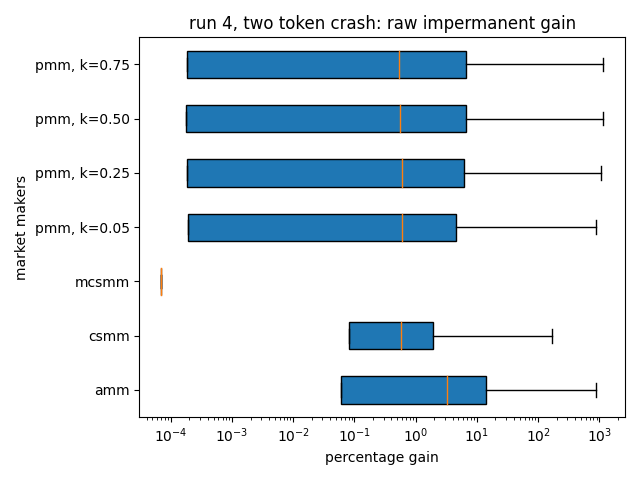 run 4, two token crash: raw impermanent gain
pmm, k=0.75
pmm, k=0.50
pmm, k=0.25
pmm, k=0.05
mcsmm
csmm
amm
market makers
10⁻⁴ 10⁻³ 10⁻² 10⁻¹ 10⁰ 10¹ 10² 10³
percentage gain